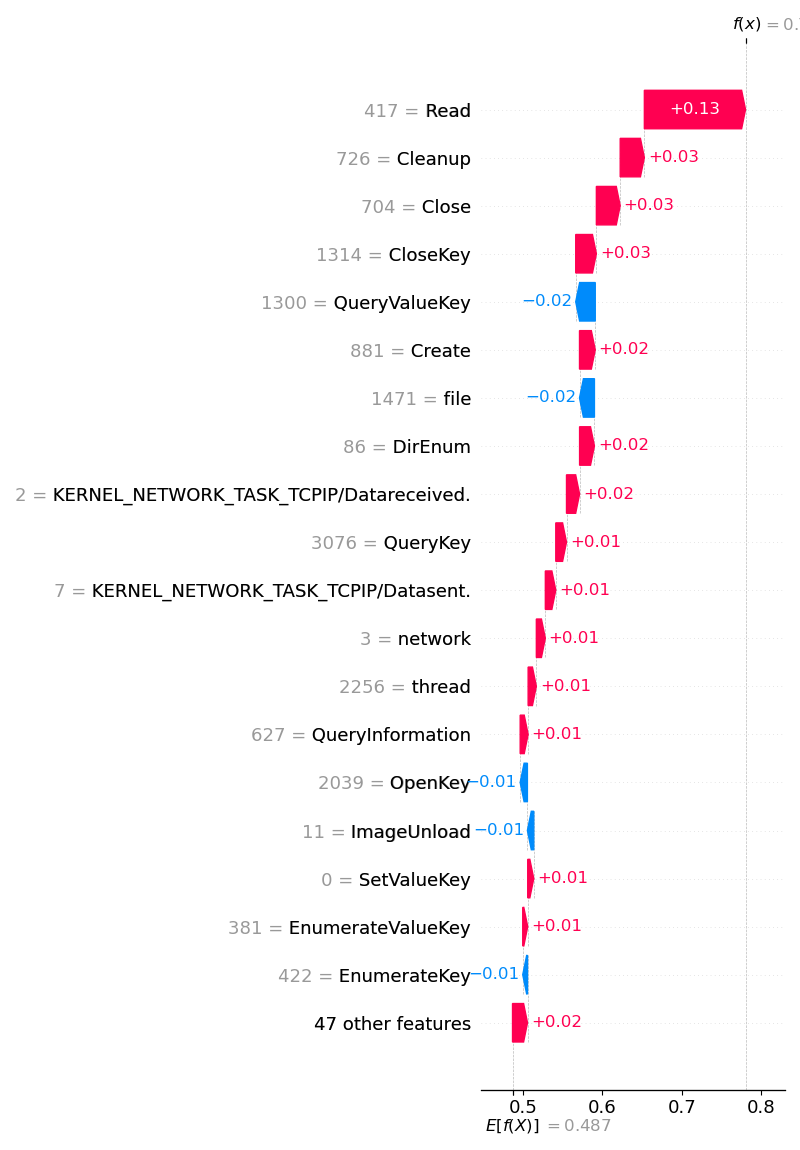 f(x) = 0.
417 = Read +0.13
726 = Cleanup +0.03
704 = Close +0.03
1314 = CloseKey +0.03
1300 = QueryValueKey −0.02
881 = Create +0.02
1471 = file −0.02
86 = DirEnum +0.02
2 = KERNEL_NETWORK_TASK_TCPIP/Datareceived. +0.02
3076 = QueryKey +0.01
7 = KERNEL_NETWORK_TASK_TCPIP/Datasent. +0.01
3 = network +0.01
2256 = thread +0.01
627 = QueryInformation +0.01
2039 = OpenKey −0.01
11 = ImageUnload −0.01
0 = SetValueKey +0.01
381 = EnumerateValueKey +0.01
422 = EnumerateKey −0.01
47 other features +0.02
0.5 0.6 0.7 0.8
E[f(X)] = 0.487